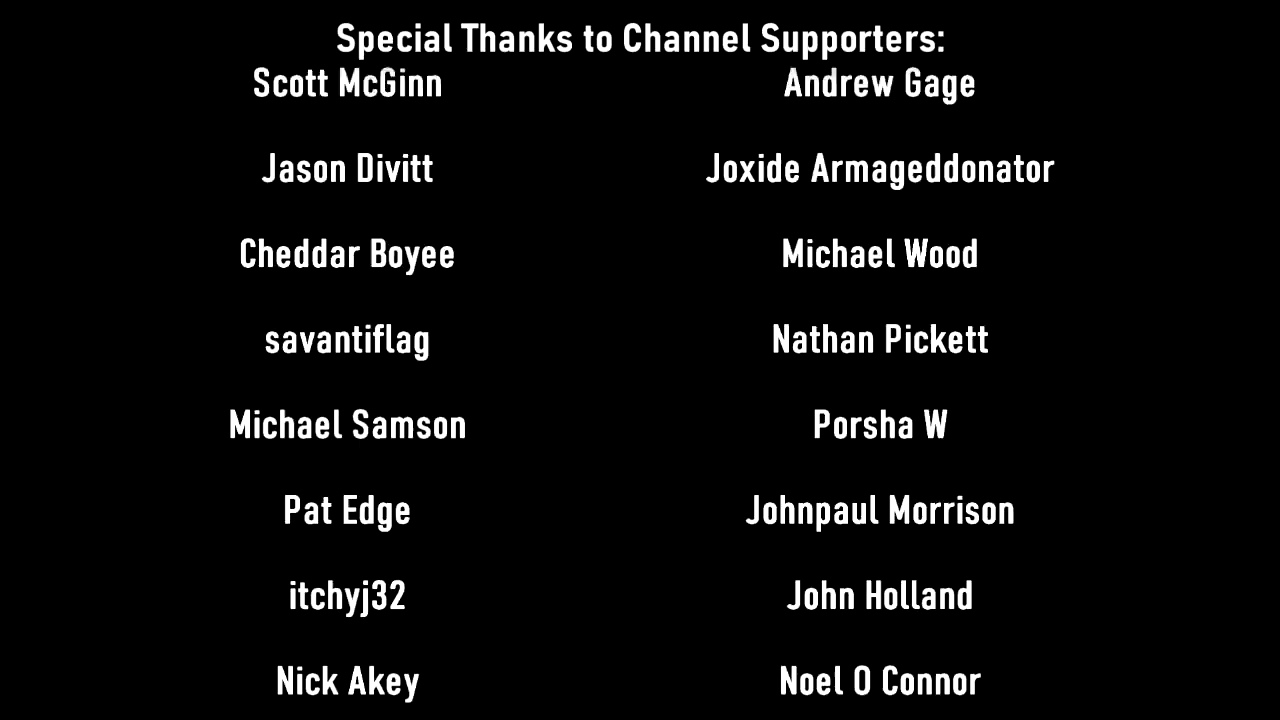 Special Thanks to Channel Supporters:
Scott McGinn Andrew Gage
Jason Divitt Joxide Armageddonator
Cheddar Boyee Michael Wood
savantiflag Nathan Pickett
Michael Samson Porsha W
Pat Edge Johnpaul Morrison
itchyj32 John Holland
Nick Akey Noel O Connor